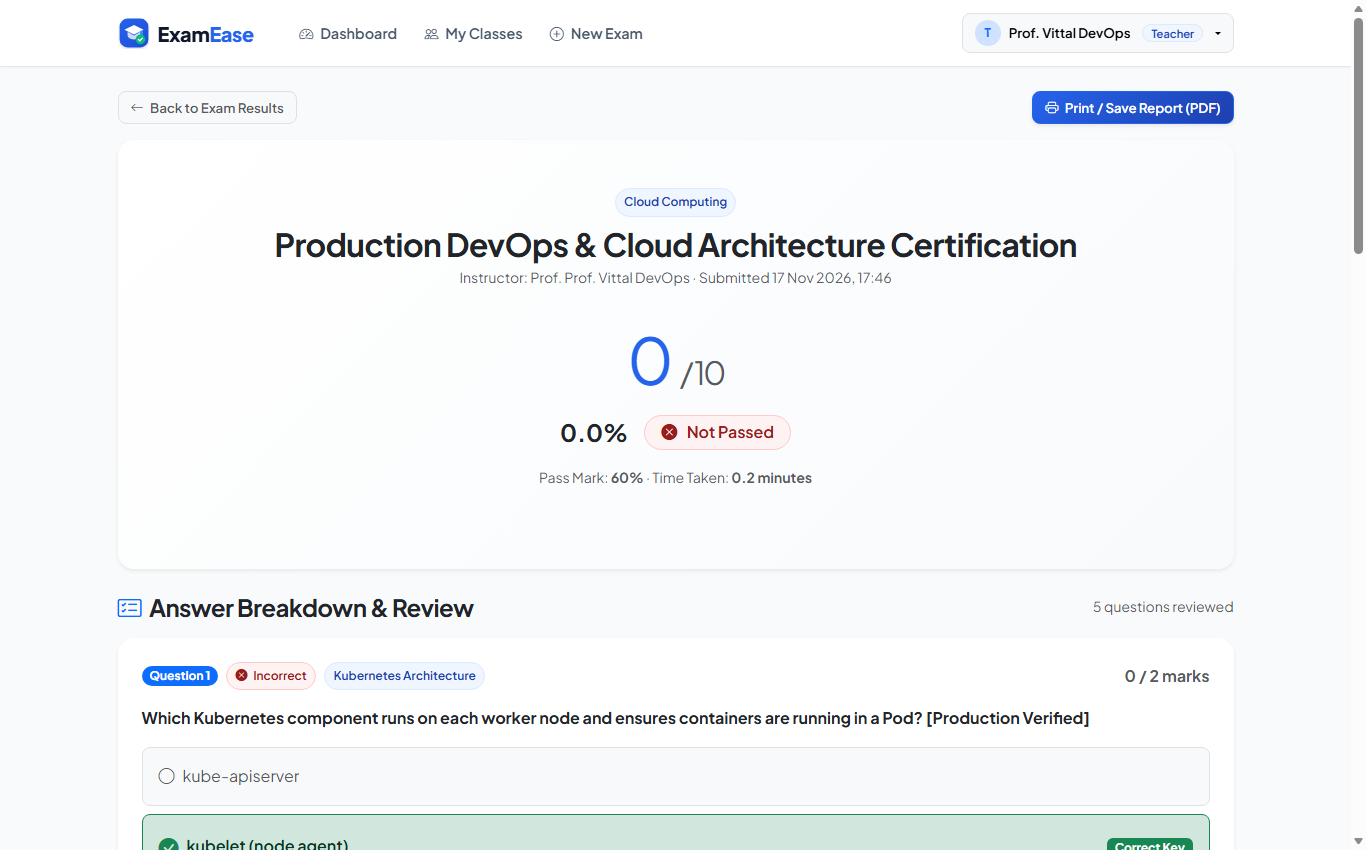 ExamEase Dashboard My Classes New Exam T Prof. Vittal DevOps Teacher
← Back to Exam Results Print / Save Report (PDF)
Cloud Computing
Production DevOps & Cloud Architecture Certification
Instructor: Prof. Prof. Vittal DevOps · Submitted 17 Nov 2026, 17:46
0 /10
0.0% Not Passed
Pass Mark: 60% · Time Taken: 0.2 minutes
Answer Breakdown & Review 5 questions reviewed
Question 1 Incorrect Kubernetes Architecture 0 / 2 marks
Which Kubernetes component runs on each worker node and ensures containers are running in a Pod? [Production Verified]
kube-apiserver
kubelet (node agent) Correct Key